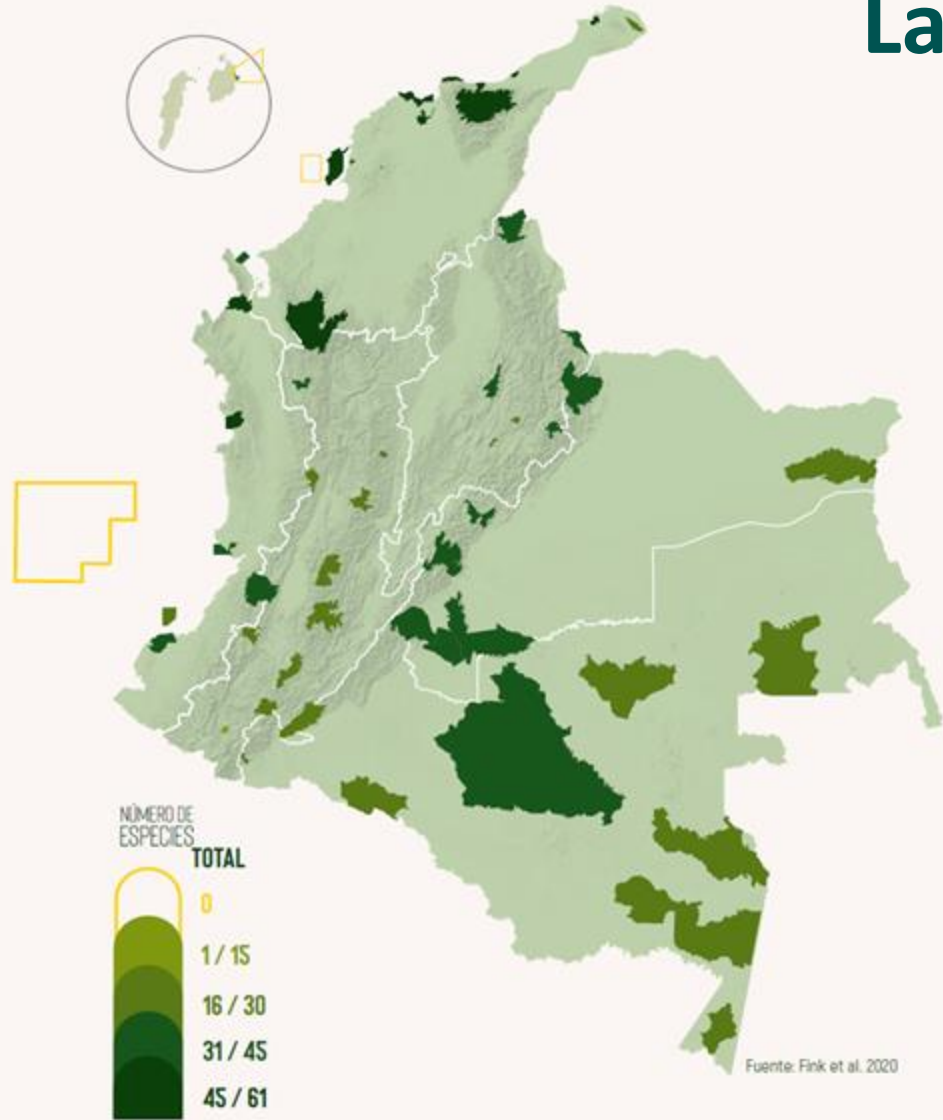 La
NÚMERO DE
ESPECIES
TOTAL
0
1 / 15
16 / 30
31 / 45
45 / 61
Fuente: Fink et al. 2020